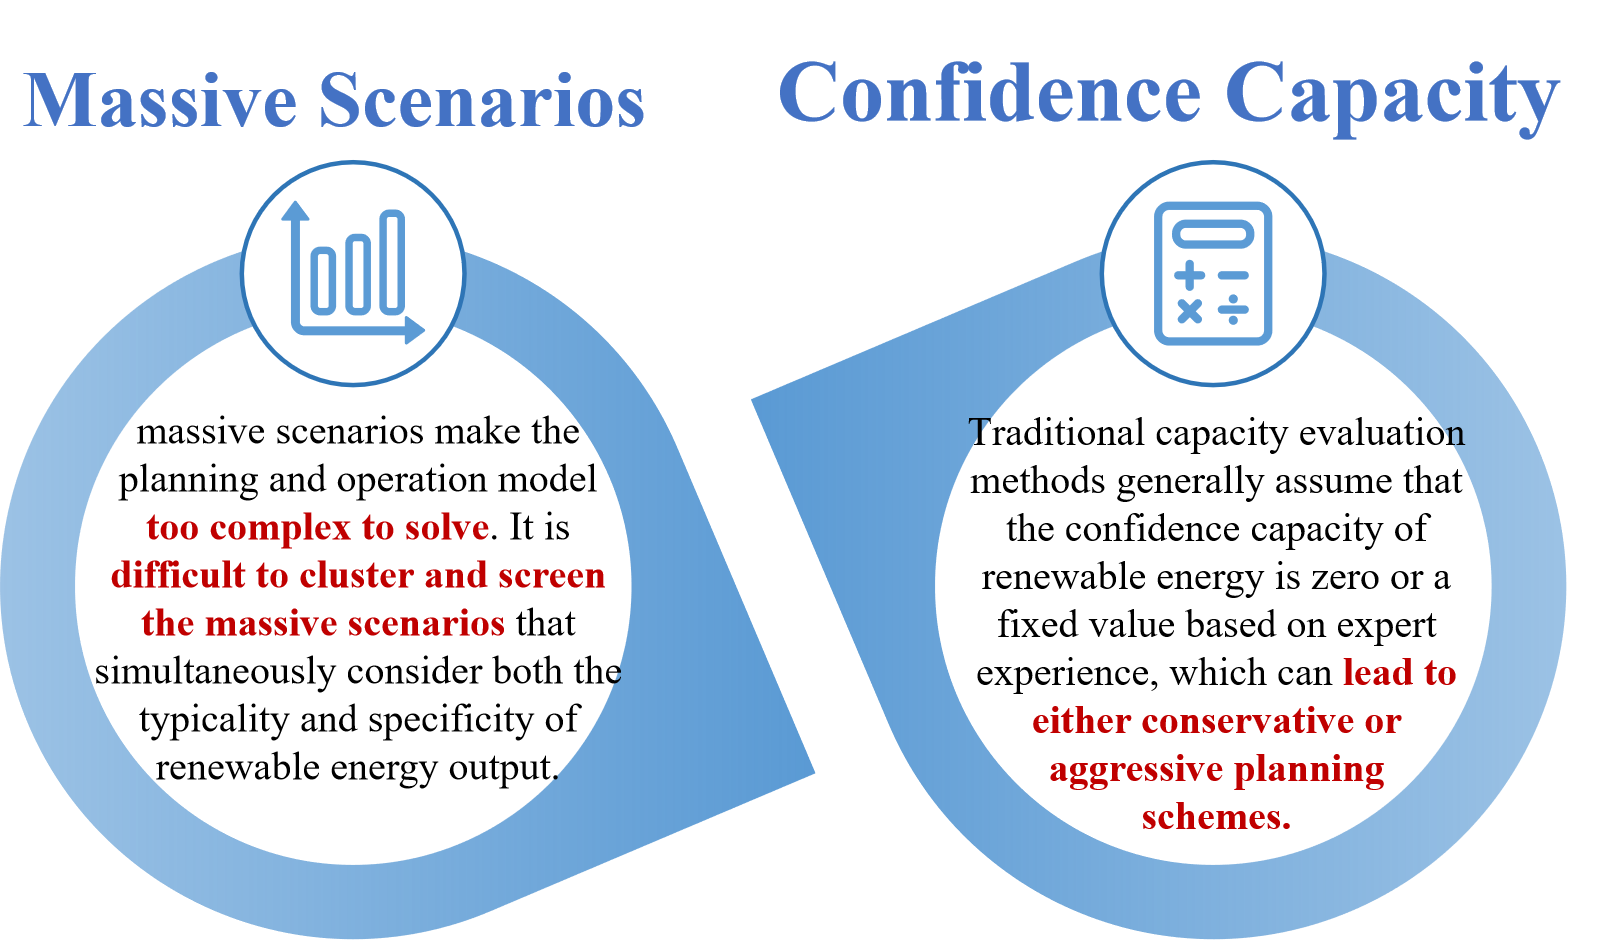 Massive Scenarios
massive scenarios make the
planning and operation model
too complex to solve. It is
difficult to cluster and screen
the massive scenarios that
simultaneously consider both the
typicality and specificity of
renewable energy output.
Confidence Capacity
Traditional capacity evaluation
methods generally assume that
the confidence capacity of
renewable energy is zero or a
fixed value based on expert
experience, which can lead to
either conservative or
aggressive planning
schemes.